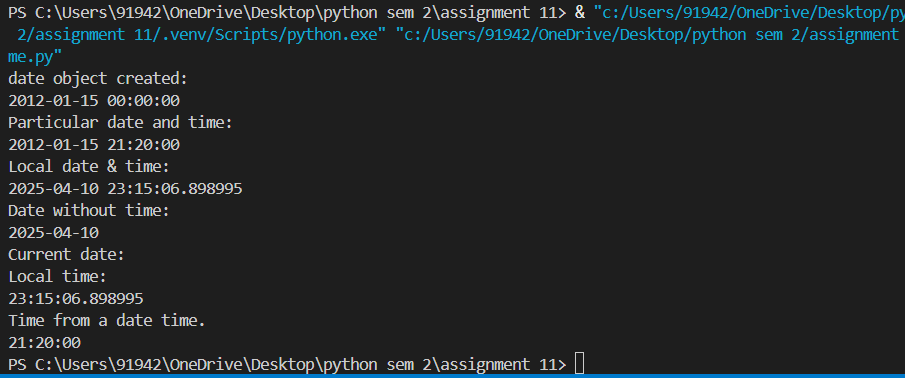 PS C:\Users\91942\OneDrive\Desktop\python sem 2\assignment 11> & "c:/Users/91942/OneDrive/Desktop/py
2/assignment 11/.venv/Scripts/python.exe" "c:/Users/91942/OneDrive/Desktop/python sem 2/assignment
me.py"
date object created:
2012-01-15 00:00:00
Particular date and time:
2012-01-15 21:20:00
Local date & time:
2025-04-10 23:15:06.898995
Date without time:
2025-04-10
Current date:
Local time:
23:15:06.898995
Time from a date time.
21:20:00
PS C:\Users\91942\OneDrive\Desktop\python sem 2\assignment 11>